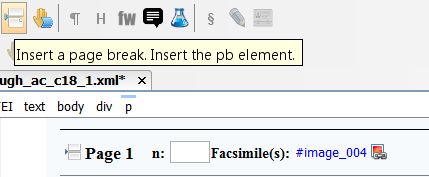 ¶ H fw §
Insert a page break. Insert the pb element.
ugh_ac_c18_1.xml* ×
EI text body div p
Page 1 n: Facsimile(s): #image_004